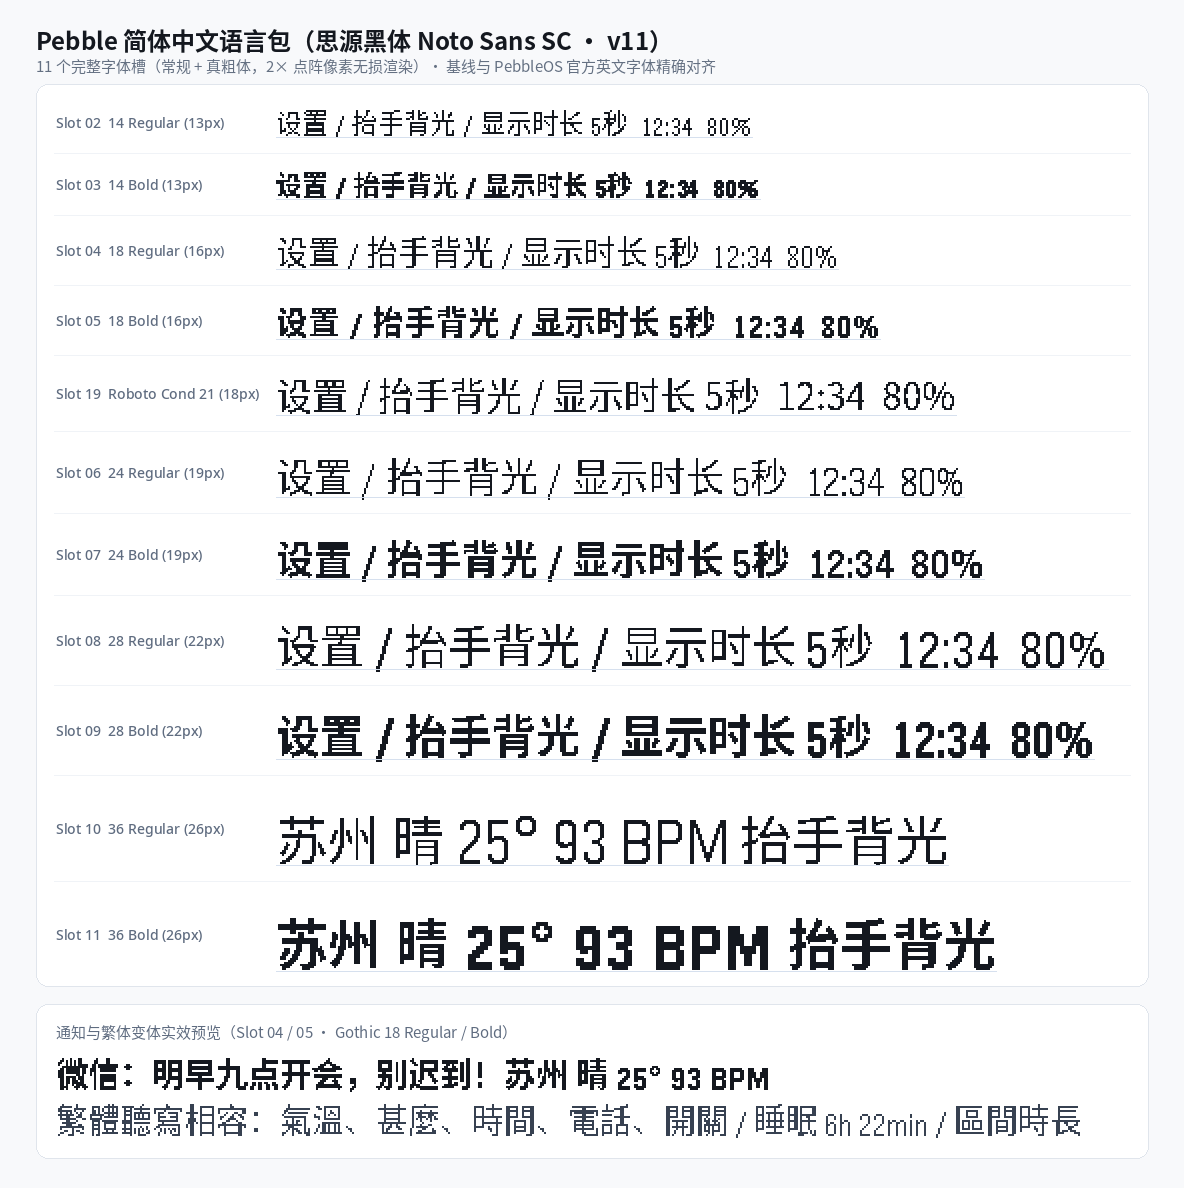 Pebble 简体中文语言包（思源黑体 Noto Sans SC · v11）
11 个完整字体槽（常规 + 真粗体，2× 点阵像素无损渲染）· 基线与 PebbleOS 官方英文字体精确对齐
Slot 02 14 Regular (13px) 设置 / 抬手背光 / 显示时长 5秒 12:34 80%
Slot 03 14 Bold (13px) 设置 / 抬手背光 / 显示时长 5秒 12:34 80%
Slot 04 18 Regular (16px) 设置 / 抬手背光 / 显示时长 5秒 12:34 80%
Slot 05 18 Bold (16px) 设置 / 抬手背光 / 显示时长 5秒 12:34 80%
Slot 19 Roboto Cond 21 (18px) 设置 / 抬手背光 / 显示时长 5秒 12:34 80%
Slot 06 24 Regular (19px) 设置 / 抬手背光 / 显示时长 5秒 12:34 80%
Slot 07 24 Bold (19px) 设置 / 抬手背光 / 显示时长 5秒 12:34 80%
Slot 08 28 Regular (22px) 设置 / 抬手背光 / 显示时长 5秒 12:34 80%
Slot 09 28 Bold (22px) 设置 / 抬手背光 / 显示时长 5秒 12:34 80%
Slot 10 36 Regular (26px) 苏州 晴 25° 93 BPM 抬手背光
Slot 11 36 Bold (26px) 苏州 晴 25° 93 BPM 抬手背光
通知与繁体变体实效预览（Slot 04 / 05 · Gothic 18 Regular / Bold）
微信：明早九点开会，别迟到！苏州 晴 25° 93 BPM
繁體聽寫相容：氣溫、甚麼、時間、電話、開關 / 睡眠 6h 22min / 區間時長